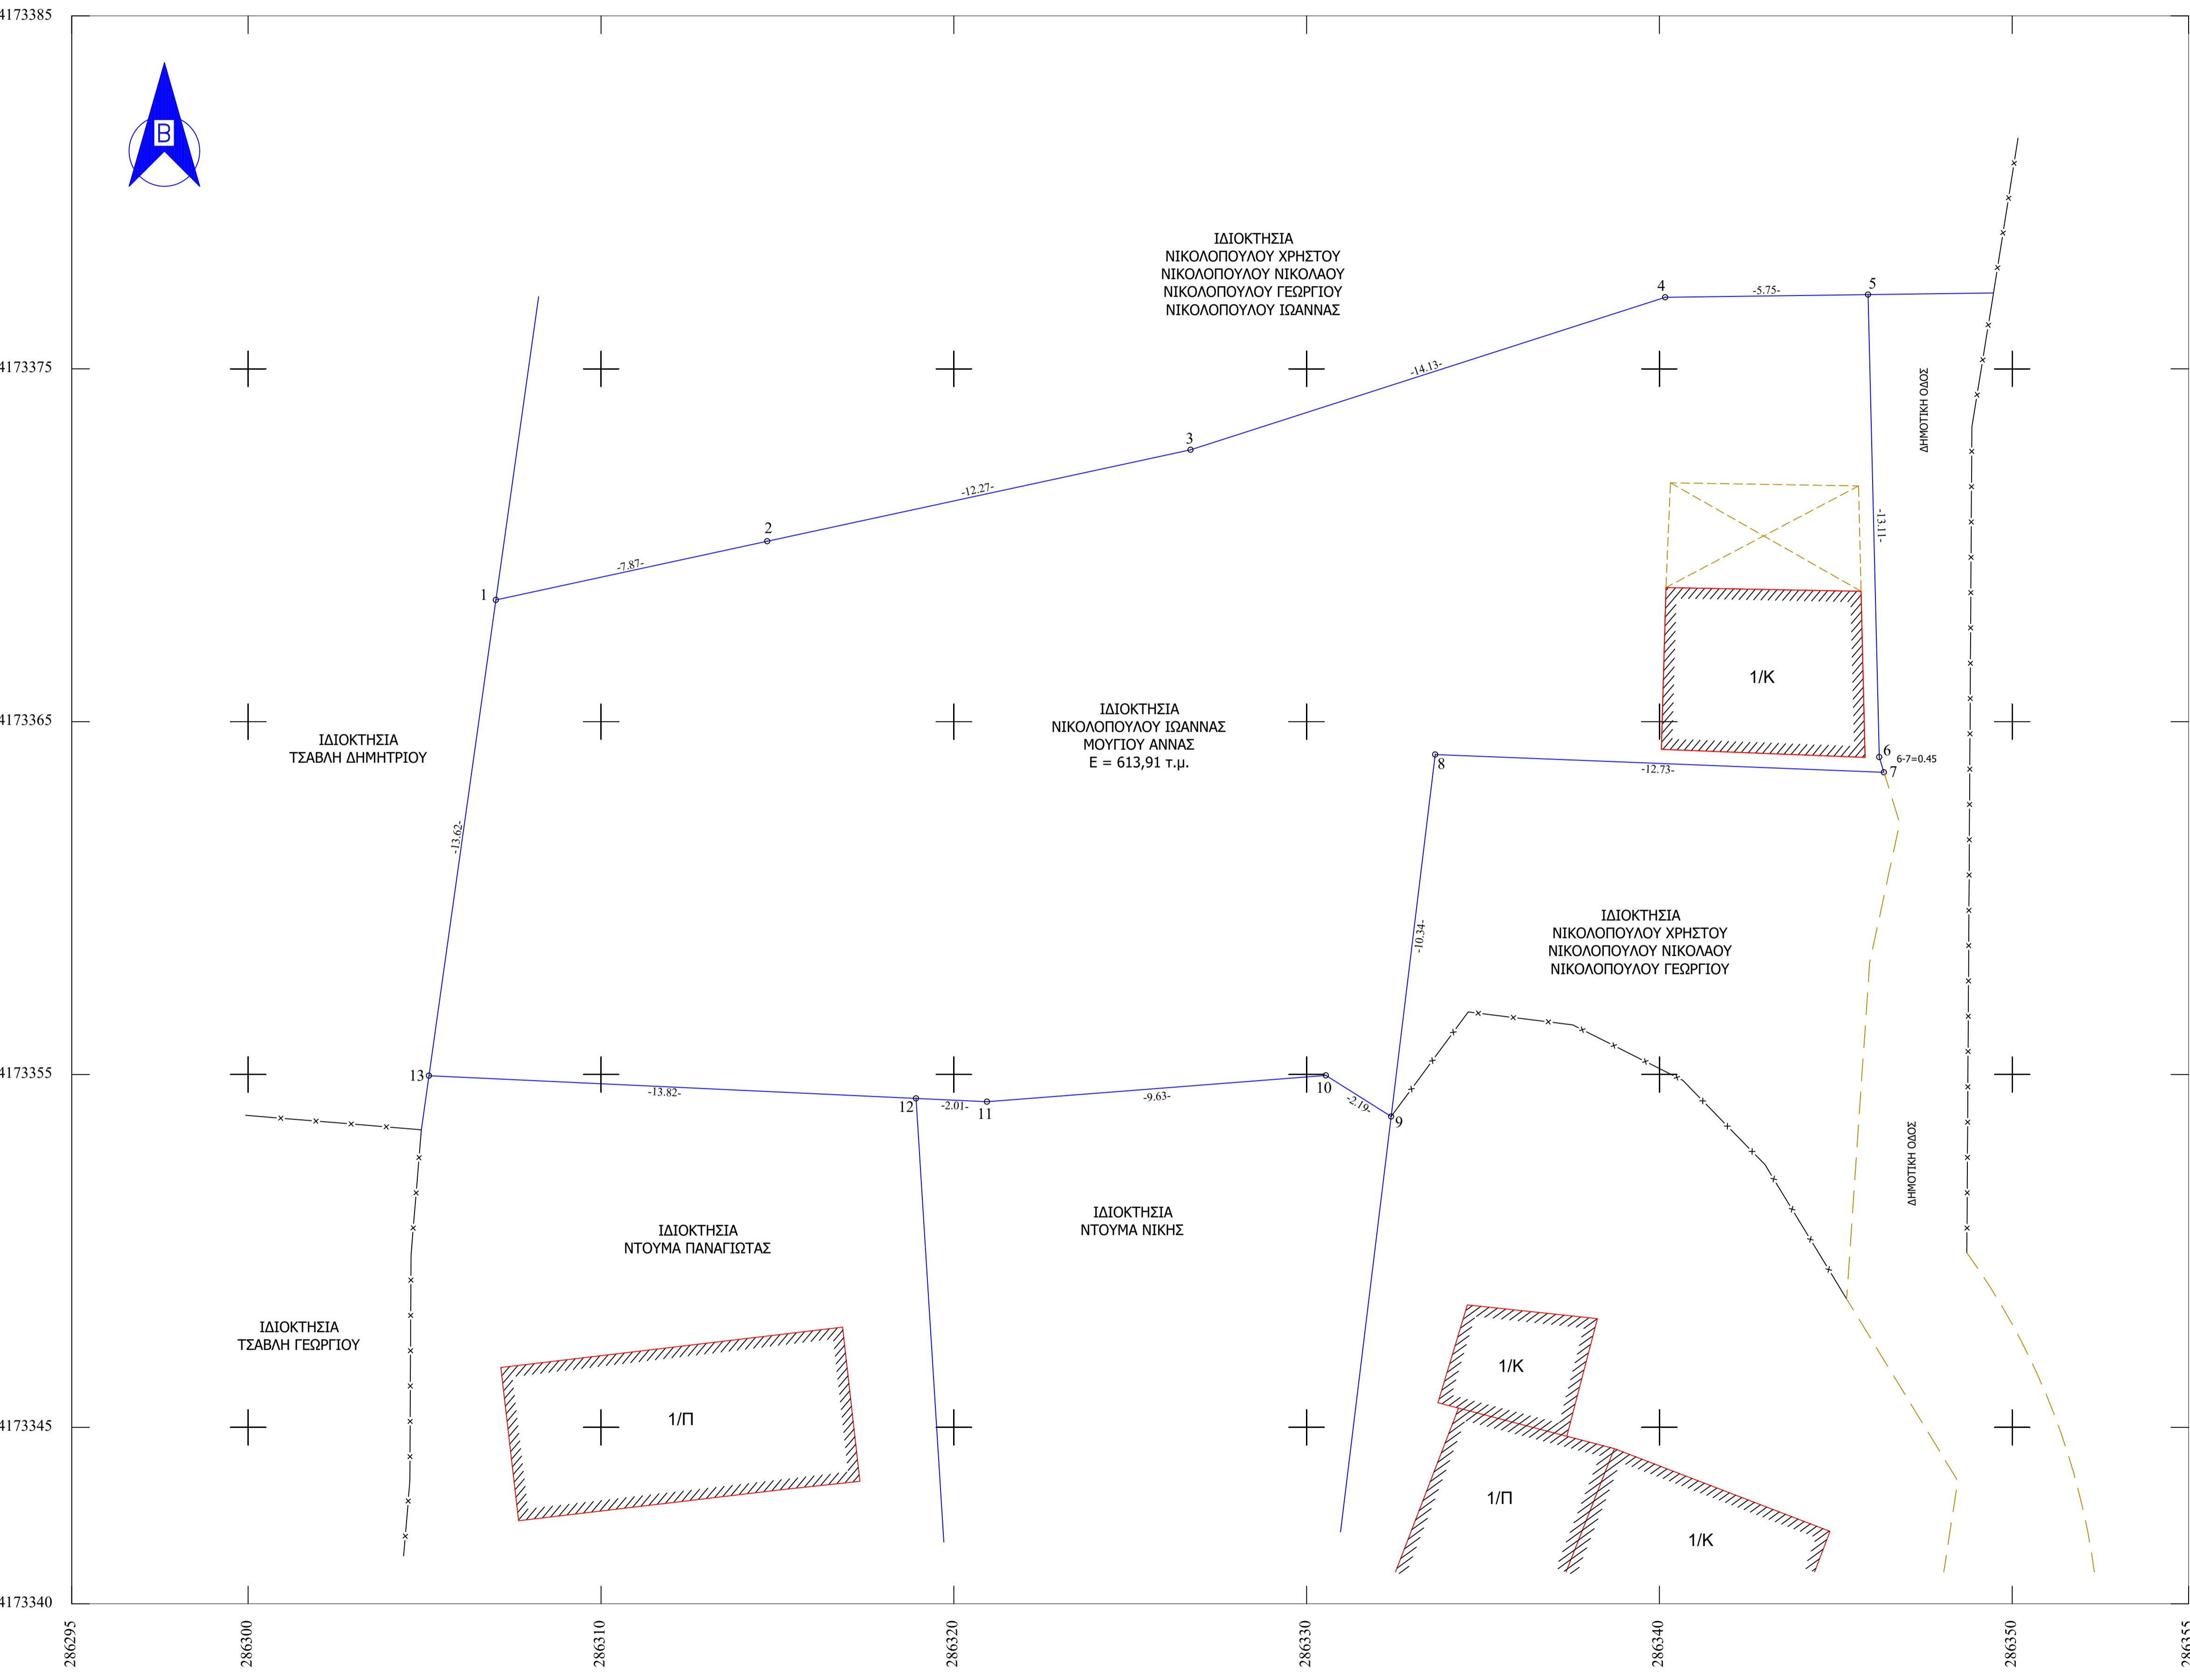 4173385
B
ΙΔΙΟΚΤΗΣΙΑ
ΝΙΚΟΛΟΠΟΥΛΟΥ ΧΡΗΣΤΟΥ
ΝΙΚΟΛΟΠΟΥΛΟΥ ΝΙΚΟΛΑΟΥ
ΝΙΚΟΛΟΠΟΥΛΟΥ ΓΕΩΡΓΙΟΥ
ΝΙΚΟΛΟΠΟΥΛΟΥ ΙΩΑΝΝΑΣ
4
-5.75-
5
4173375
-14.13-
ΔΗΜΟΤΙΚΗ ΟΔΟΣ
3
-12.27-
2
-13.11-
-7.87-
1
1/Κ
4173365
ΙΔΙΟΚΤΗΣΙΑ
ΤΣΑΒΛΗ ΔΗΜΗΤΡΙΟΥ
ΙΔΙΟΚΤΗΣΙΑ
ΝΙΚΟΛΟΠΟΥΛΟΥ ΙΩΑΝΝΑΣ
ΜΟΥΓΙΟΥ ΑΝΝΑΣ
Ε = 613,91 τ.μ.
8
-12.73-
6
6-7=0.45
7
-13.62-
-10.34-
ΙΔΙΟΚΤΗΣΙΑ
ΝΙΚΟΛΟΠΟΥΛΟΥ ΧΡΗΣΤΟΥ
ΝΙΚΟΛΟΠΟΥΛΟΥ ΝΙΚΟΛΑΟΥ
ΝΙΚΟΛΟΠΟΥΛΟΥ ΓΕΩΡΓΙΟΥ
4173355
13
-13.82-
12
-2.01-
11
-9.63-
10
-2.19-
9
ΔΗΜΟΤΙΚΗ ΟΔΟΣ
ΙΔΙΟΚΤΗΣΙΑ
ΝΤΟΥΜΑ ΠΑΝΑΓΙΩΤΑΣ
ΙΔΙΟΚΤΗΣΙΑ
ΝΤΟΥΜΑ ΝΙΚΗΣ
ΙΔΙΟΚΤΗΣΙΑ
ΤΣΑΒΛΗ ΓΕΩΡΓΙΟΥ
1/Κ
4173345
1/Π
1/Π
1/Κ
4173340
286295
286300
286310
286320
286330
286340
286350
286355